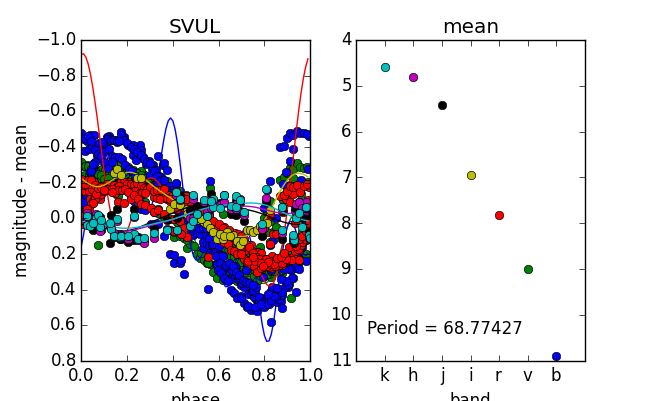 SVUL
−1.0
−0.8
−0.6
−0.4
−0.2
0.0
0.2
0.4
0.6
0.8
magnitude - mean
0.0 0.2 0.4 0.6 0.8 1.0
phase
mean
4
5
6
7
8
9
10
11
Period = 68.77427
k h j i r v b
band